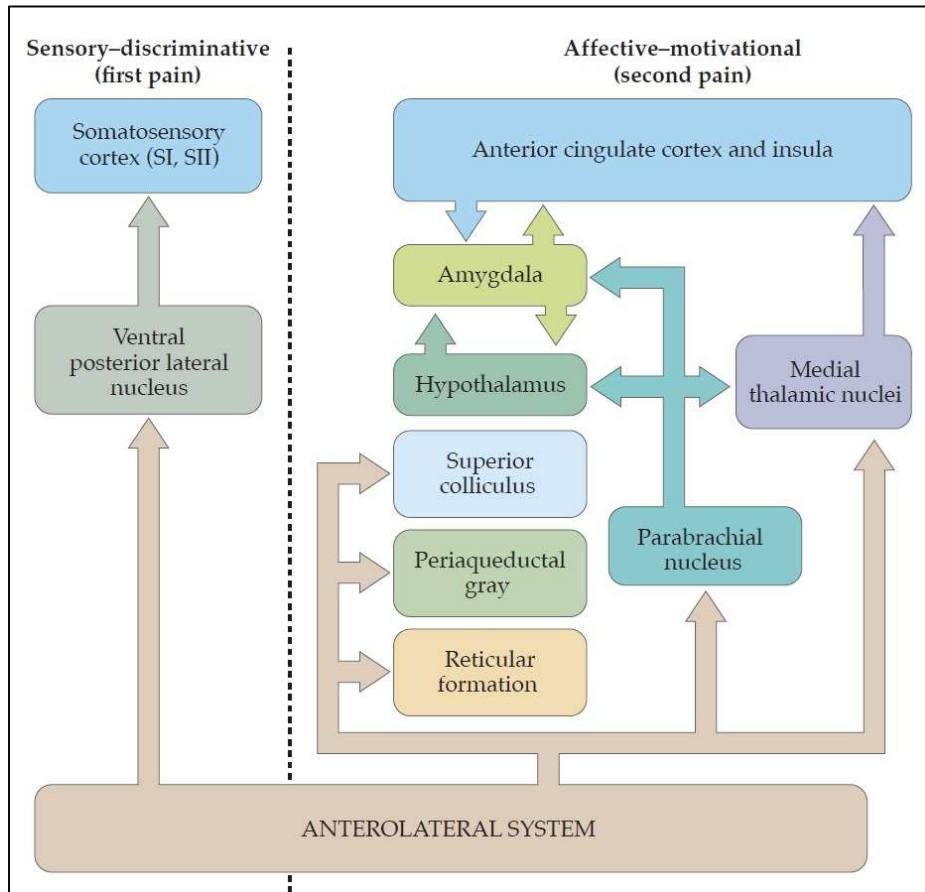 Sensory–discriminative
(first pain)
Affective–motivational
(second pain)
Somatosensory
cortex (SI, SII)
Anterior cingulate cortex and insula
Amygdala
Ventral
posterior lateral
nucleus
Hypothalamus
Medial
thalamic nuclei
Superior
colliculus
Parabrachial
nucleus
Periaqueductal
gray
Reticular
formation
ANTEROLATERAL SYSTEM